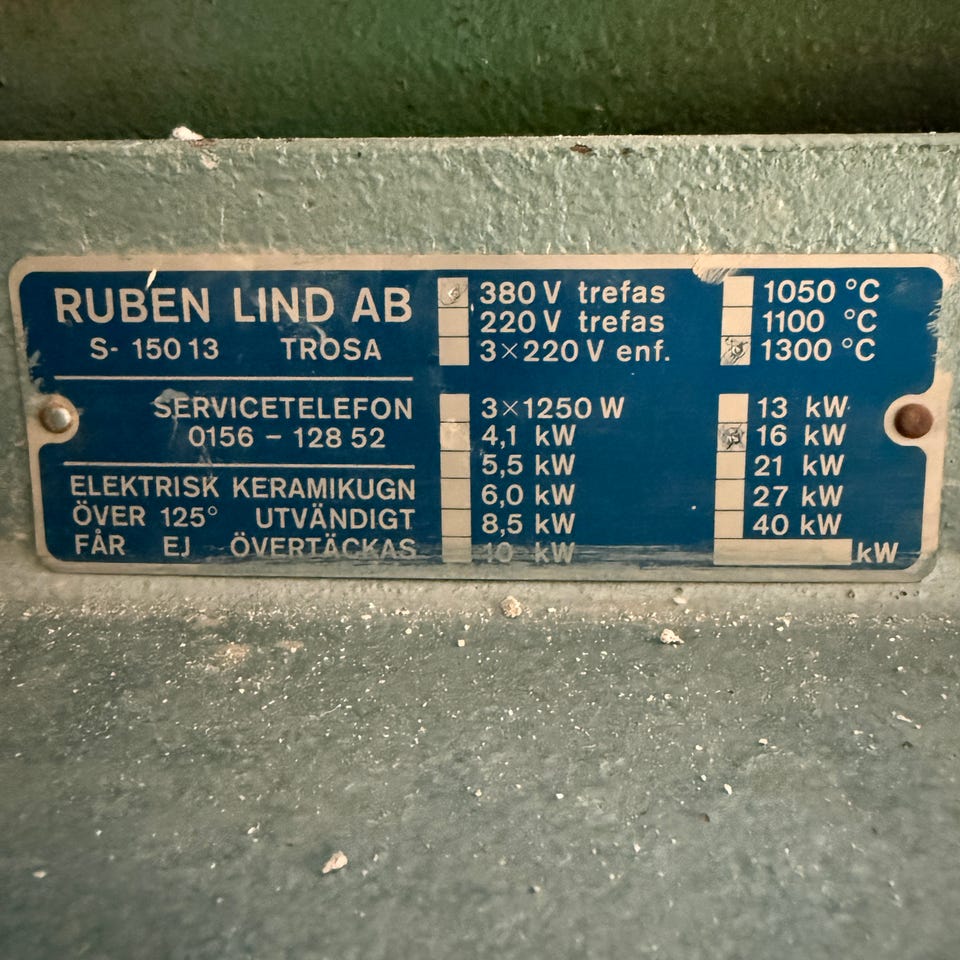 RUBEN LIND AB
S- 150 13 TROSA
SERVICETELEFON
0156 – 128 52
ELEKTRISK KERAMIKUGN
ÖVER 125° UTVÄNDIGT
FÅR EJ ÖVERTÄCKAS
380 V trefas
220 V trefas
3×220 V enf.
3×1250 W
4,1 kW
5,5 kW
6,0 kW
8,5 kW
10 kW
1050 °C
1100 °C
1300 °C
13 kW
16 kW
21 kW
27 kW
40 kW
kW